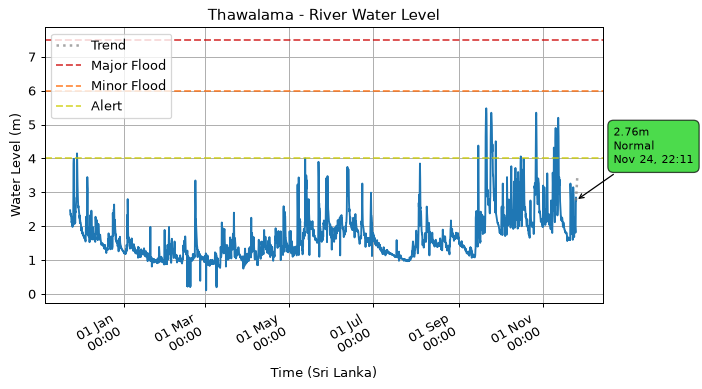 Thawalama - River Water Level
Trend
Major Flood
Minor Flood
Alert
7
6
5
4
3
2
1
0
Water Level (m)
2.76m
Normal
Nov 24, 22:11
01 Jan
00:00
01 Mar
00:00
01 May
00:00
01 Jul
00:00
01 Sep
00:00
01 Nov
00:00
Time (Sri Lanka)